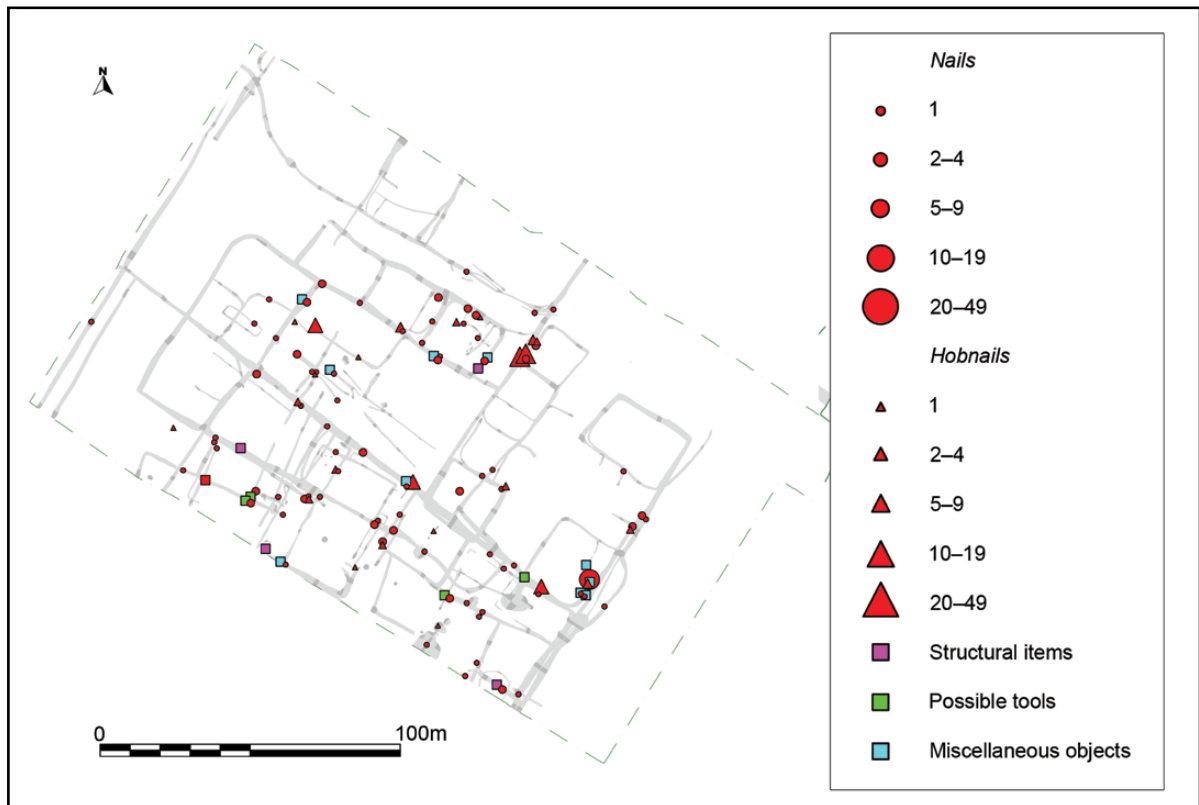 N
0
100m
Nails
1
2–4
5–9
10–19
20–49
Hobnails
1
2–4
5–9
10–19
20–49
Structural items
Possible tools
Miscellaneous objects